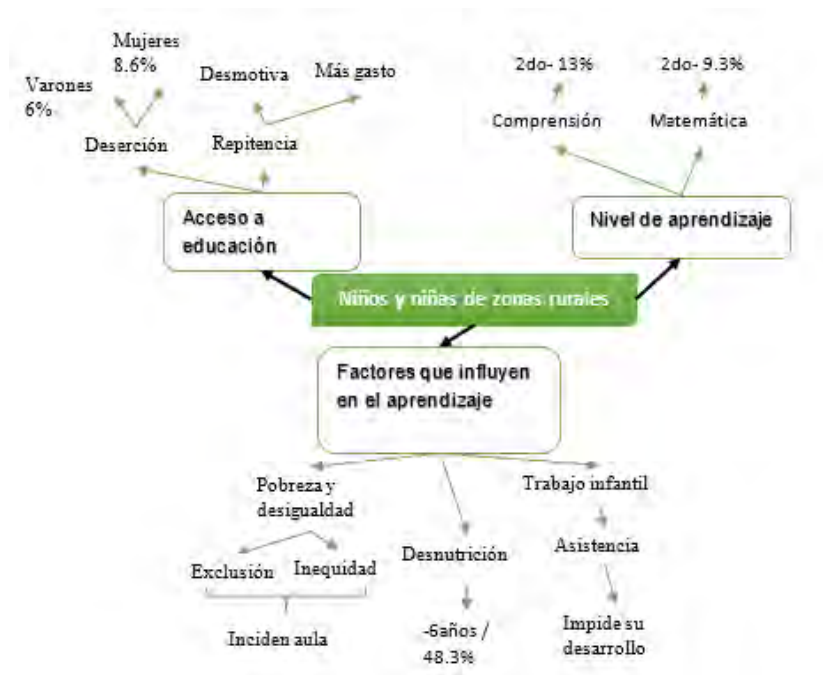 Mujeres
8.6%
Varones
6%
Desmotiva
Más gasto
Deserción
Repitencia
2do- 13%
2do- 9.3%
Comprensión
Matemática
Acceso a
educación
Nivel de aprendizaje
Niños y niñas de zonas rurales
Factores que influyen
en el aprendizaje
Pobreza y
desigualdad
Exclusión
Inequidad
Inciden aula
Desnutrición
-6años /
48.3%
Trabajo infantil
Asistencia
Impide su
desarrollo